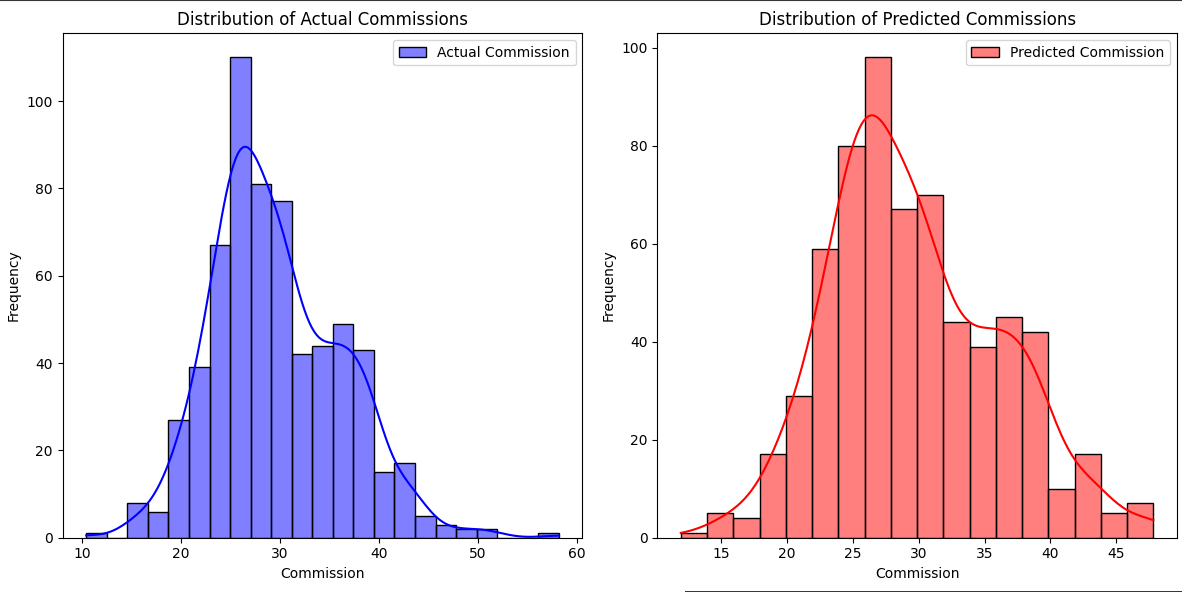 Distribution of Actual Commissions
Actual Commission
100
80
60
40
20
0
Frequency
10 20 30 40 50 60
Commission
Distribution of Predicted Commissions
Predicted Commission
100
80
60
40
20
0
Frequency
15 20 25 30 35 40 45
Commission